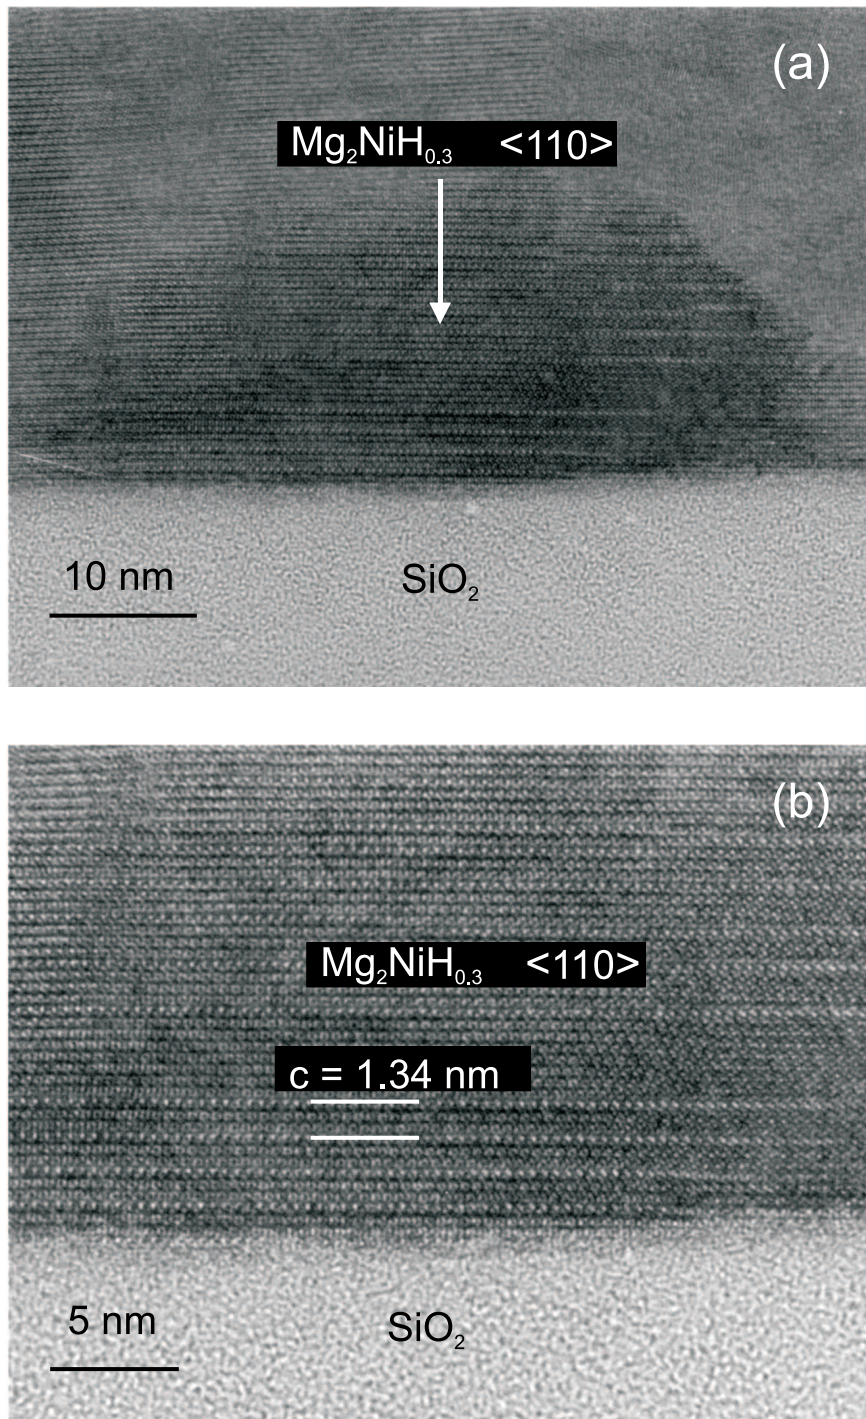 (a)
Mg₂NiH₀.₃ <110>
10 nm
SiO₂
(b)
Mg₂NiH₀.₃ <110>
c = 1.34 nm
5 nm
SiO₂